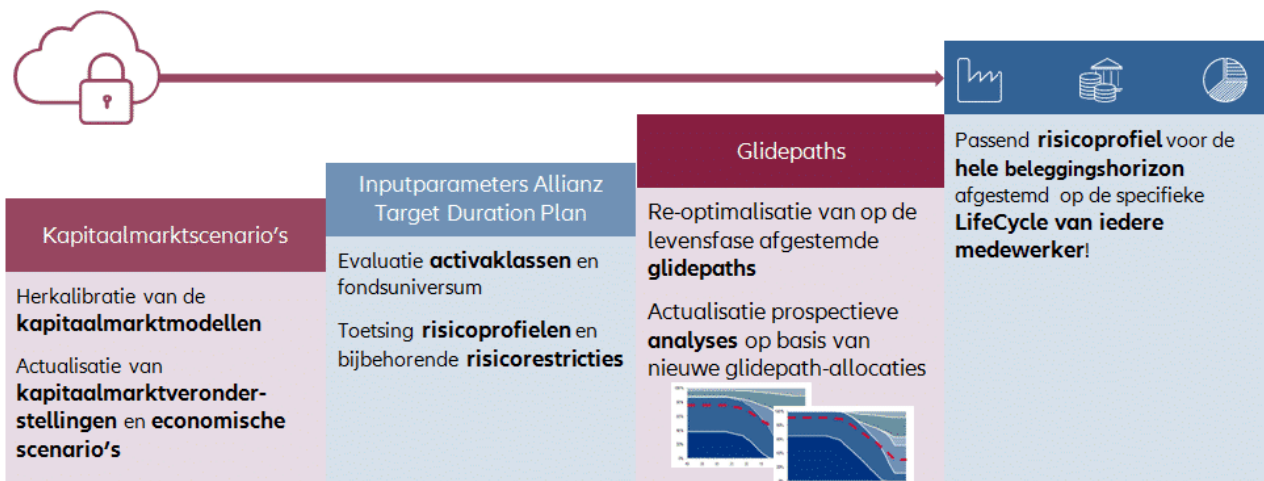 Kapitaalmarktscenario's
Herkalibratie van de
kapitaalmarktmodellen
Actualisatie van
kapitaalmarktveronder-
stellingen en economische
scenario's
Inputparameters Allianz
Target Duration Plan
Evaluatie activaklassen en
fondsuniversum
Toetsing risicoprofielen en
bijbehorende risicorestricties
Glidepaths
Re-optimalisatie van op de
levensfase afgestemde
glidepaths
Actualisatie prospectieve
analyses op basis van
nieuwe glidepath-allocaties
Passend risicoprofiel voor de
hele beleggingshorizon
afgestemd op de specifieke
LifeCycle van iedere
medewerker!